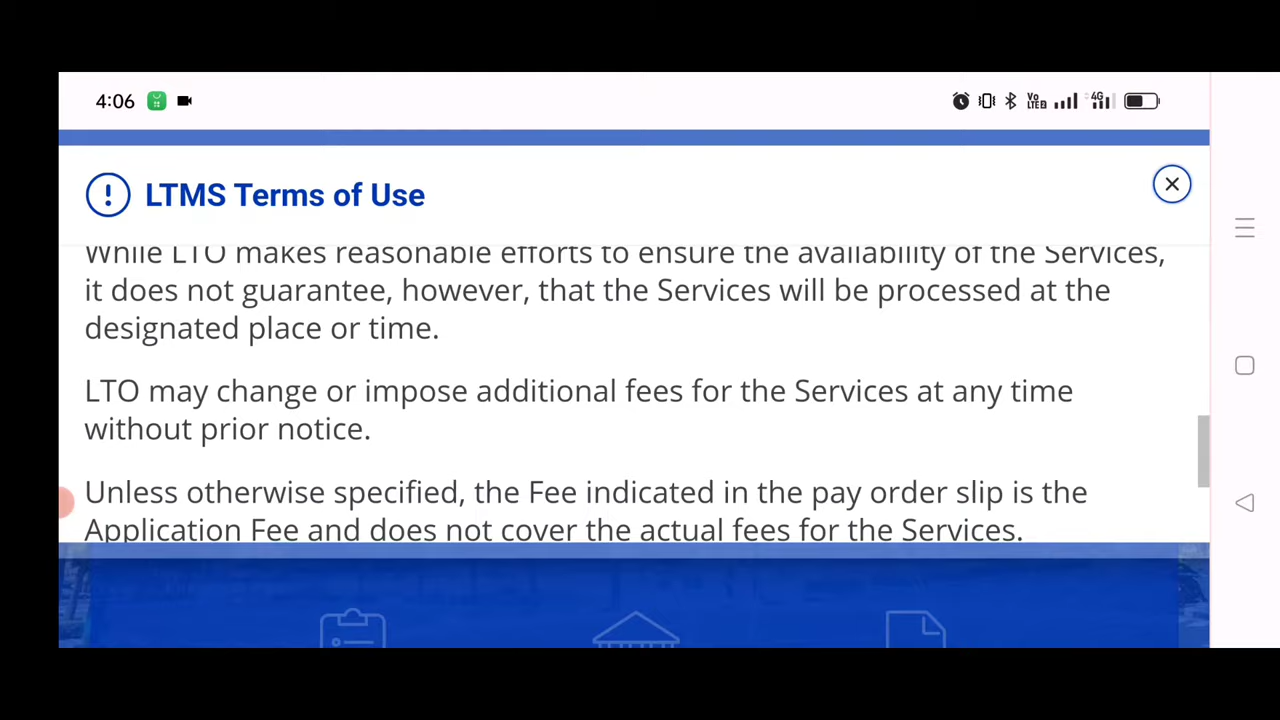 4:06
Vo
LTE2
4G
LTMS Terms of Use
While LTO makes reasonable efforts to ensure the availability of the Services,
it does not guarantee, however, that the Services will be processed at the
designated place or time.
LTO may change or impose additional fees for the Services at any time
without prior notice.
Unless otherwise specified, the Fee indicated in the pay order slip is the
Application Fee and does not cover the actual fees for the Services.